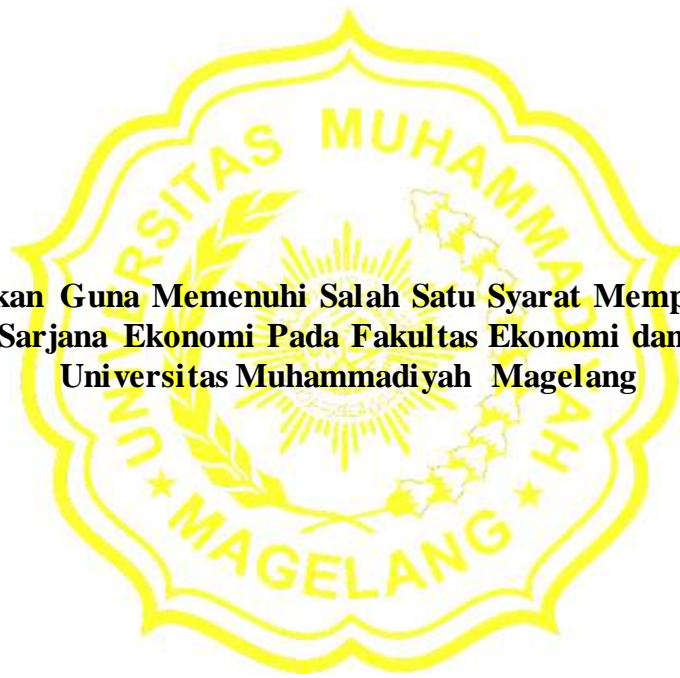 UNIVERSITAS MUHAMMADIYAH
kan Guna Memenuhi Salah Satu Syarat Memp
Sarjana Ekonomi Pada Fakultas Ekonomi dan
Universitas Muhammadiyah Magelang
★ MAGELANG ★